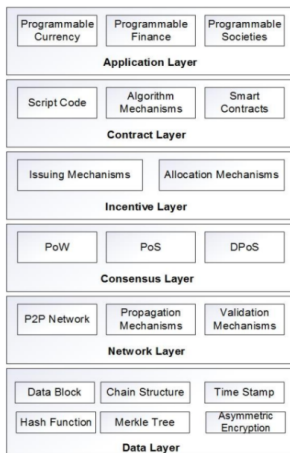 Programmable Programmable Programmable
Currency Finance Societies
Application Layer
Script Code Algorithm Mechanisms Smart Contracts
Contract Layer
Issuing Mechanisms Allocation Mechanisms
Incentive Layer
PoW PoS DPoS
Consensus Layer
P2P Network Propagation Mechanisms Validation Mechanisms
Network Layer
Data Block Chain Structure Time Stamp
Hash Function Merkle Tree Asymmetric Encryption
Data Layer